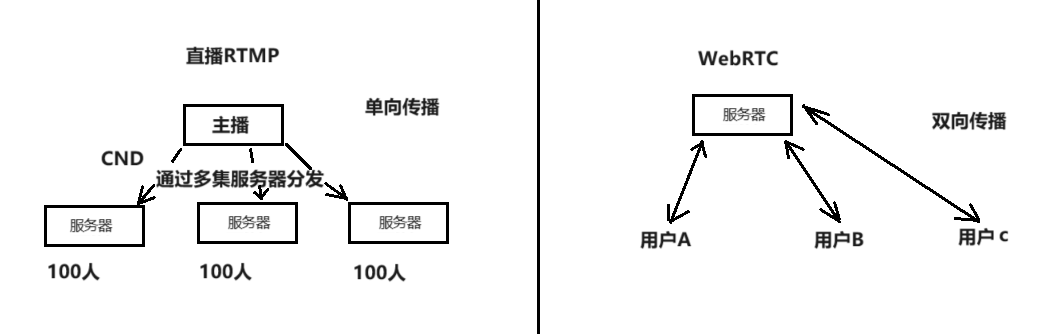 直播RTMP
单向传播
主播
CND
通过多集服务器分发
服务器
服务器
服务器
100人
100人
100人
WebRTC
服务器
双向传播
用户A
用户B
用户c